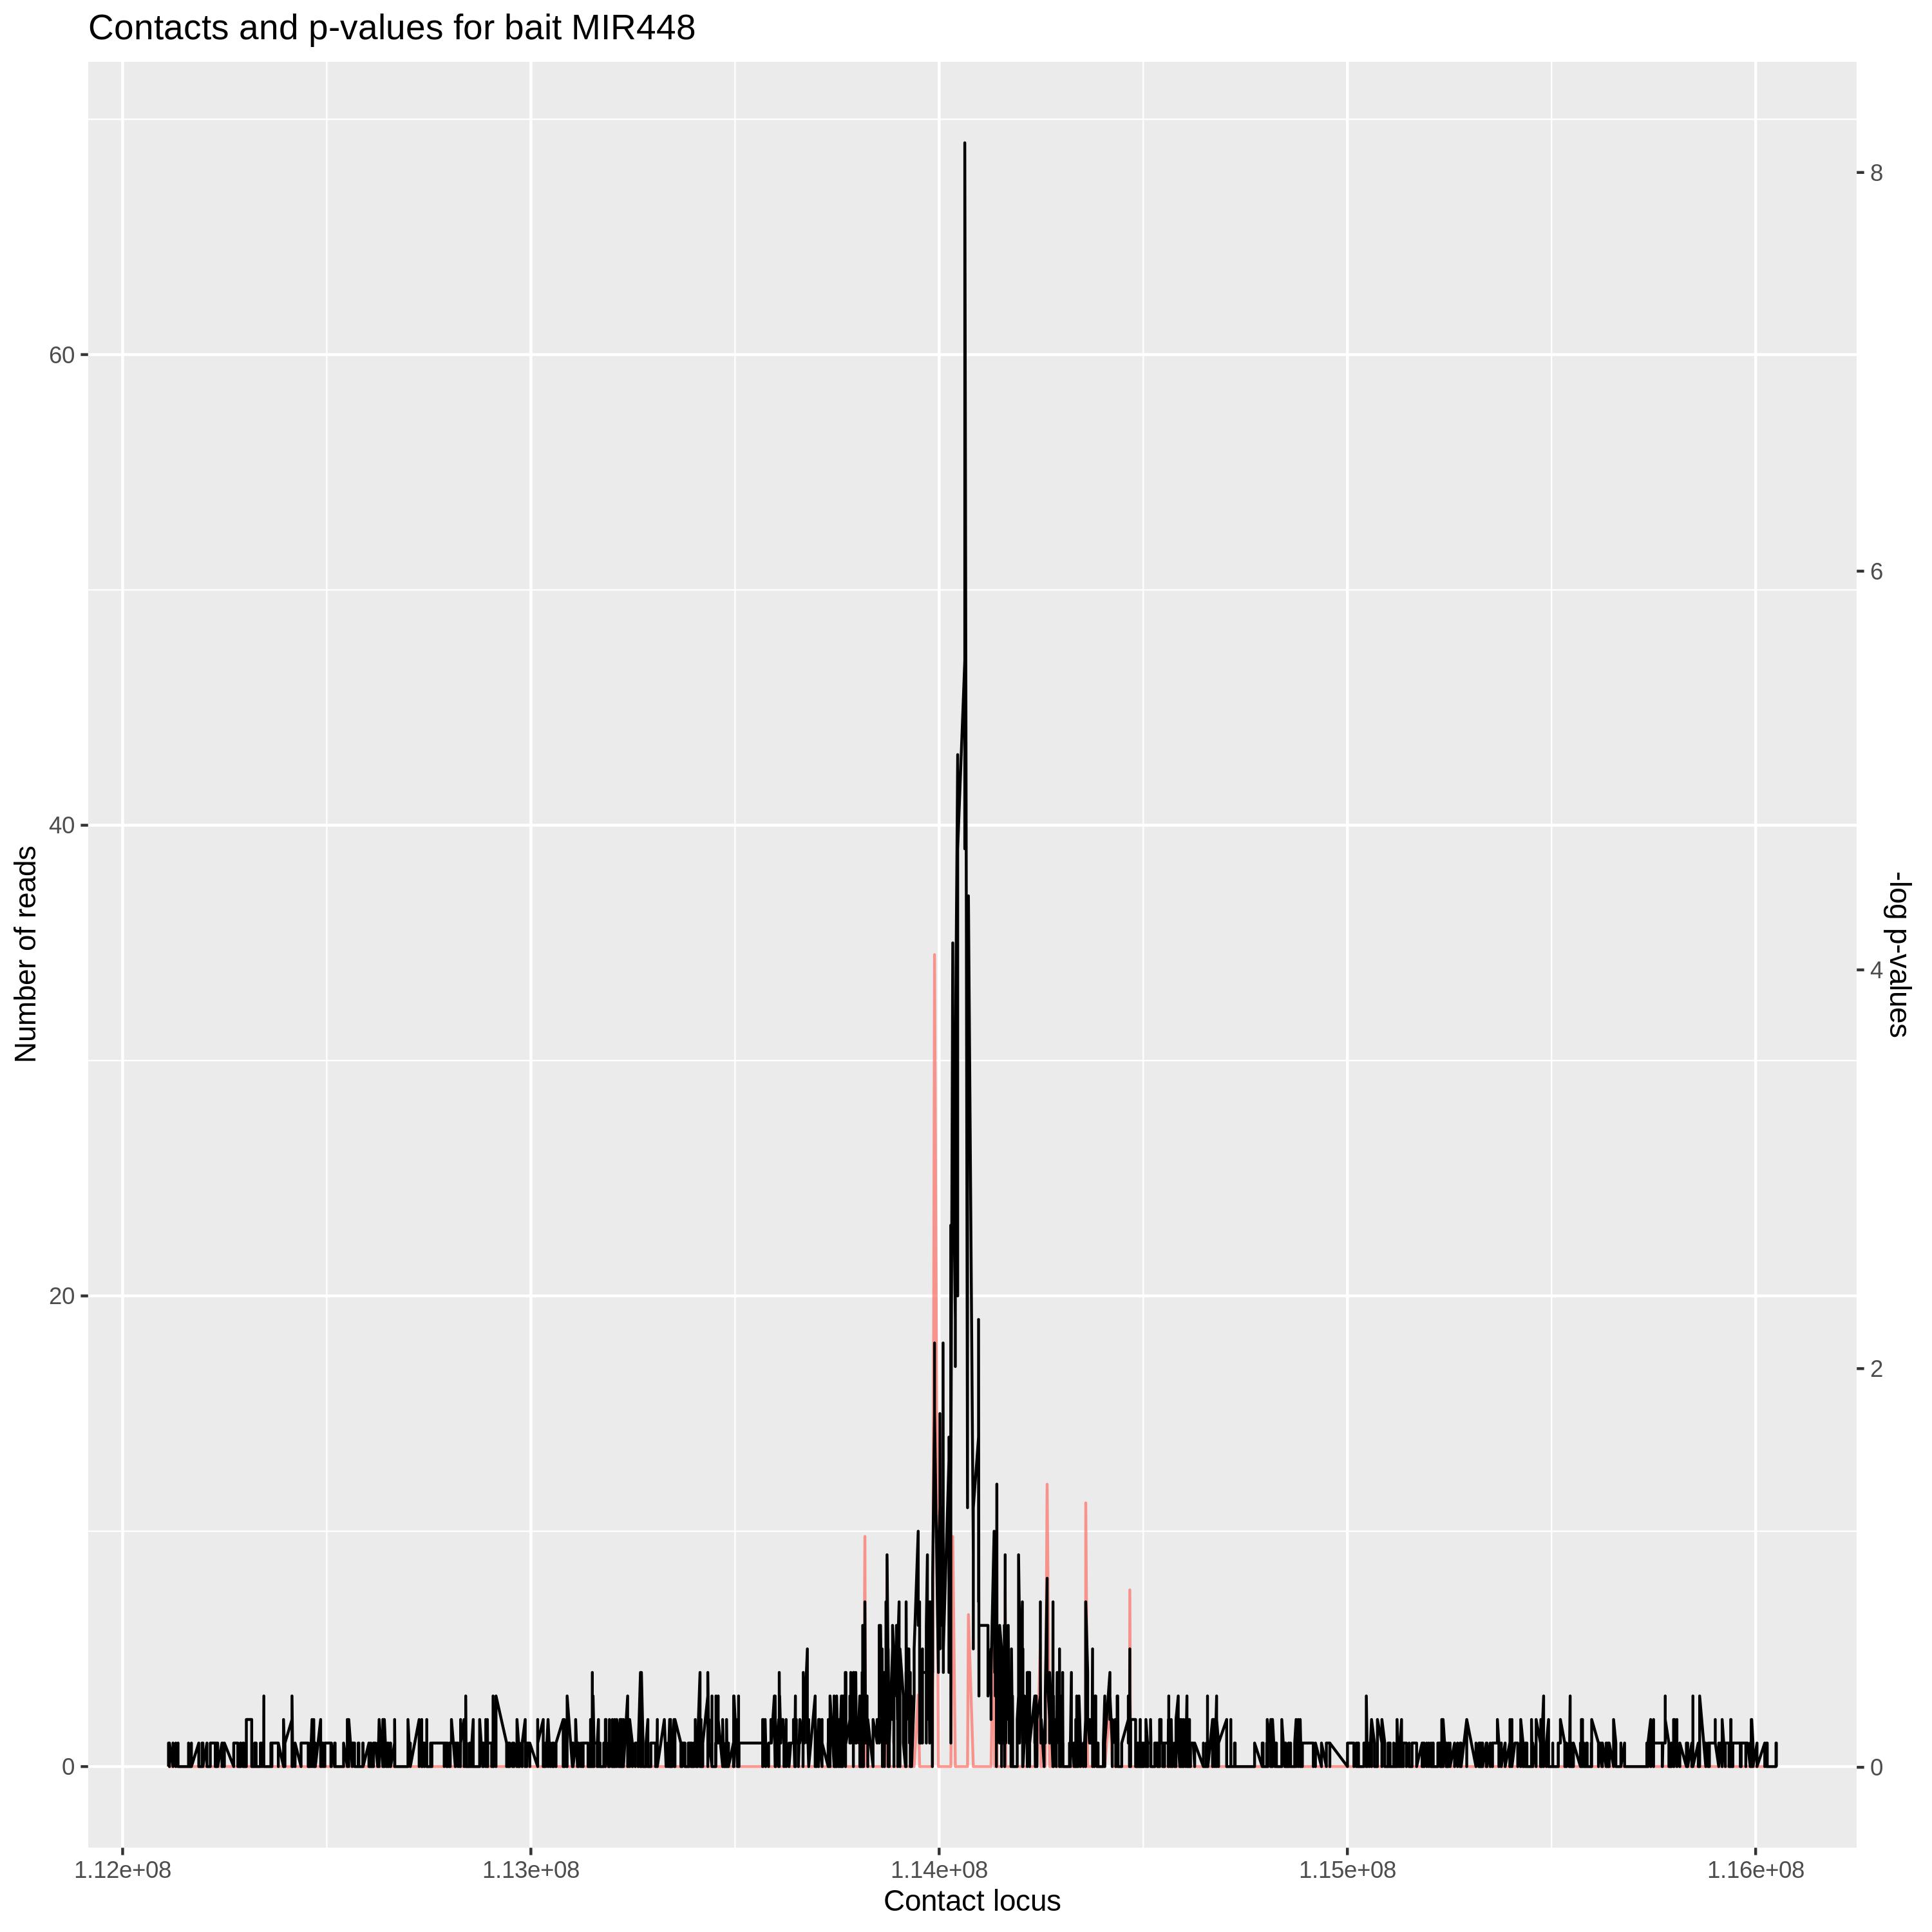 Contacts and p-values for bait MIR448
Number of reads
60
40
20
0
8
6
4
2
0
-log p-values
1.12e+08 1.13e+08 1.14e+08 1.15e+08 1.16e+08
Contact locus